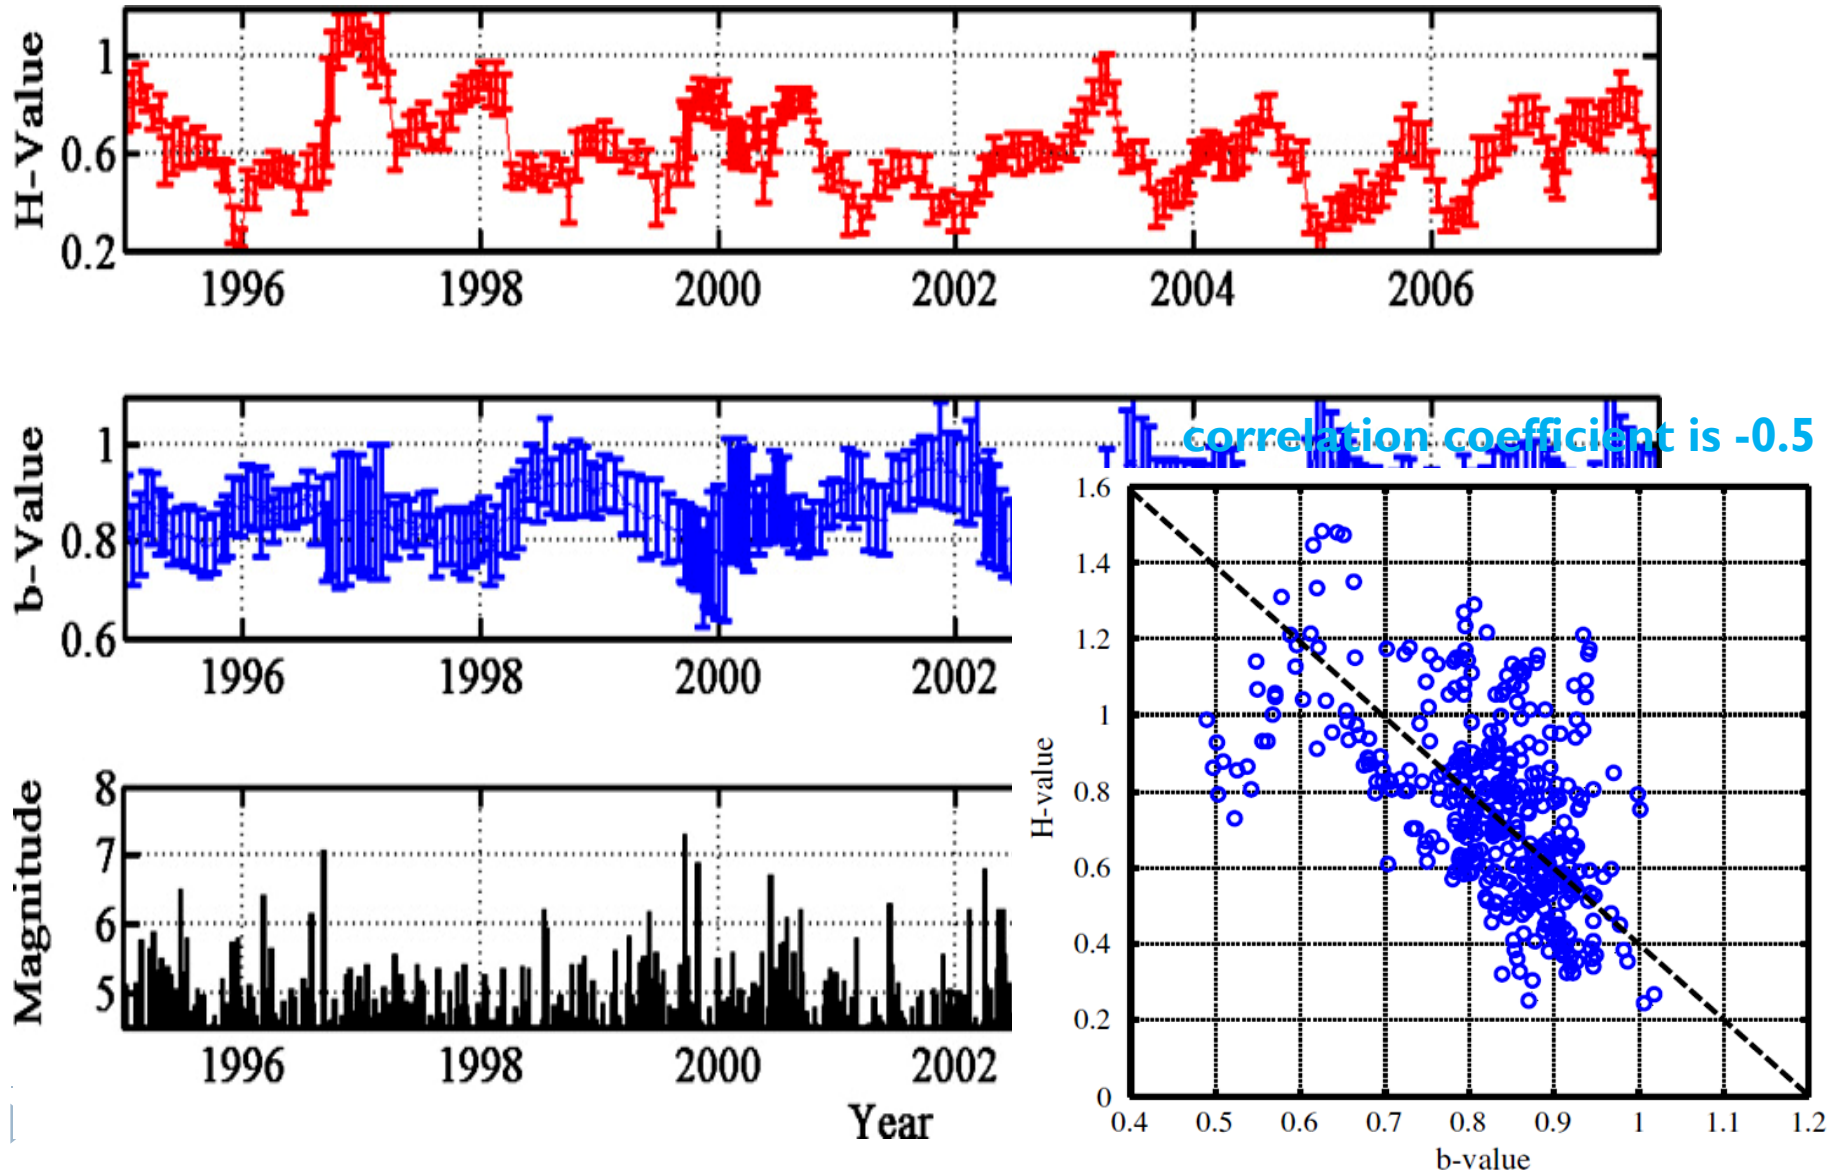 H-Value
1
0.6
0.2
1996 1998 2000 2002 2004 2006
b-Value
1
0.8
0.6
1996 1998 2000 2002
correlation coefficient is -0.5
Magnitude
8
7
6
5
1996 1998 2000 2002
Year
H-value
1.6
1.4
1.2
1
0.8
0.6
0.4
0.2
0
0.4 0.5 0.6 0.7 0.8 0.9 1 1.1 1.2
b-value